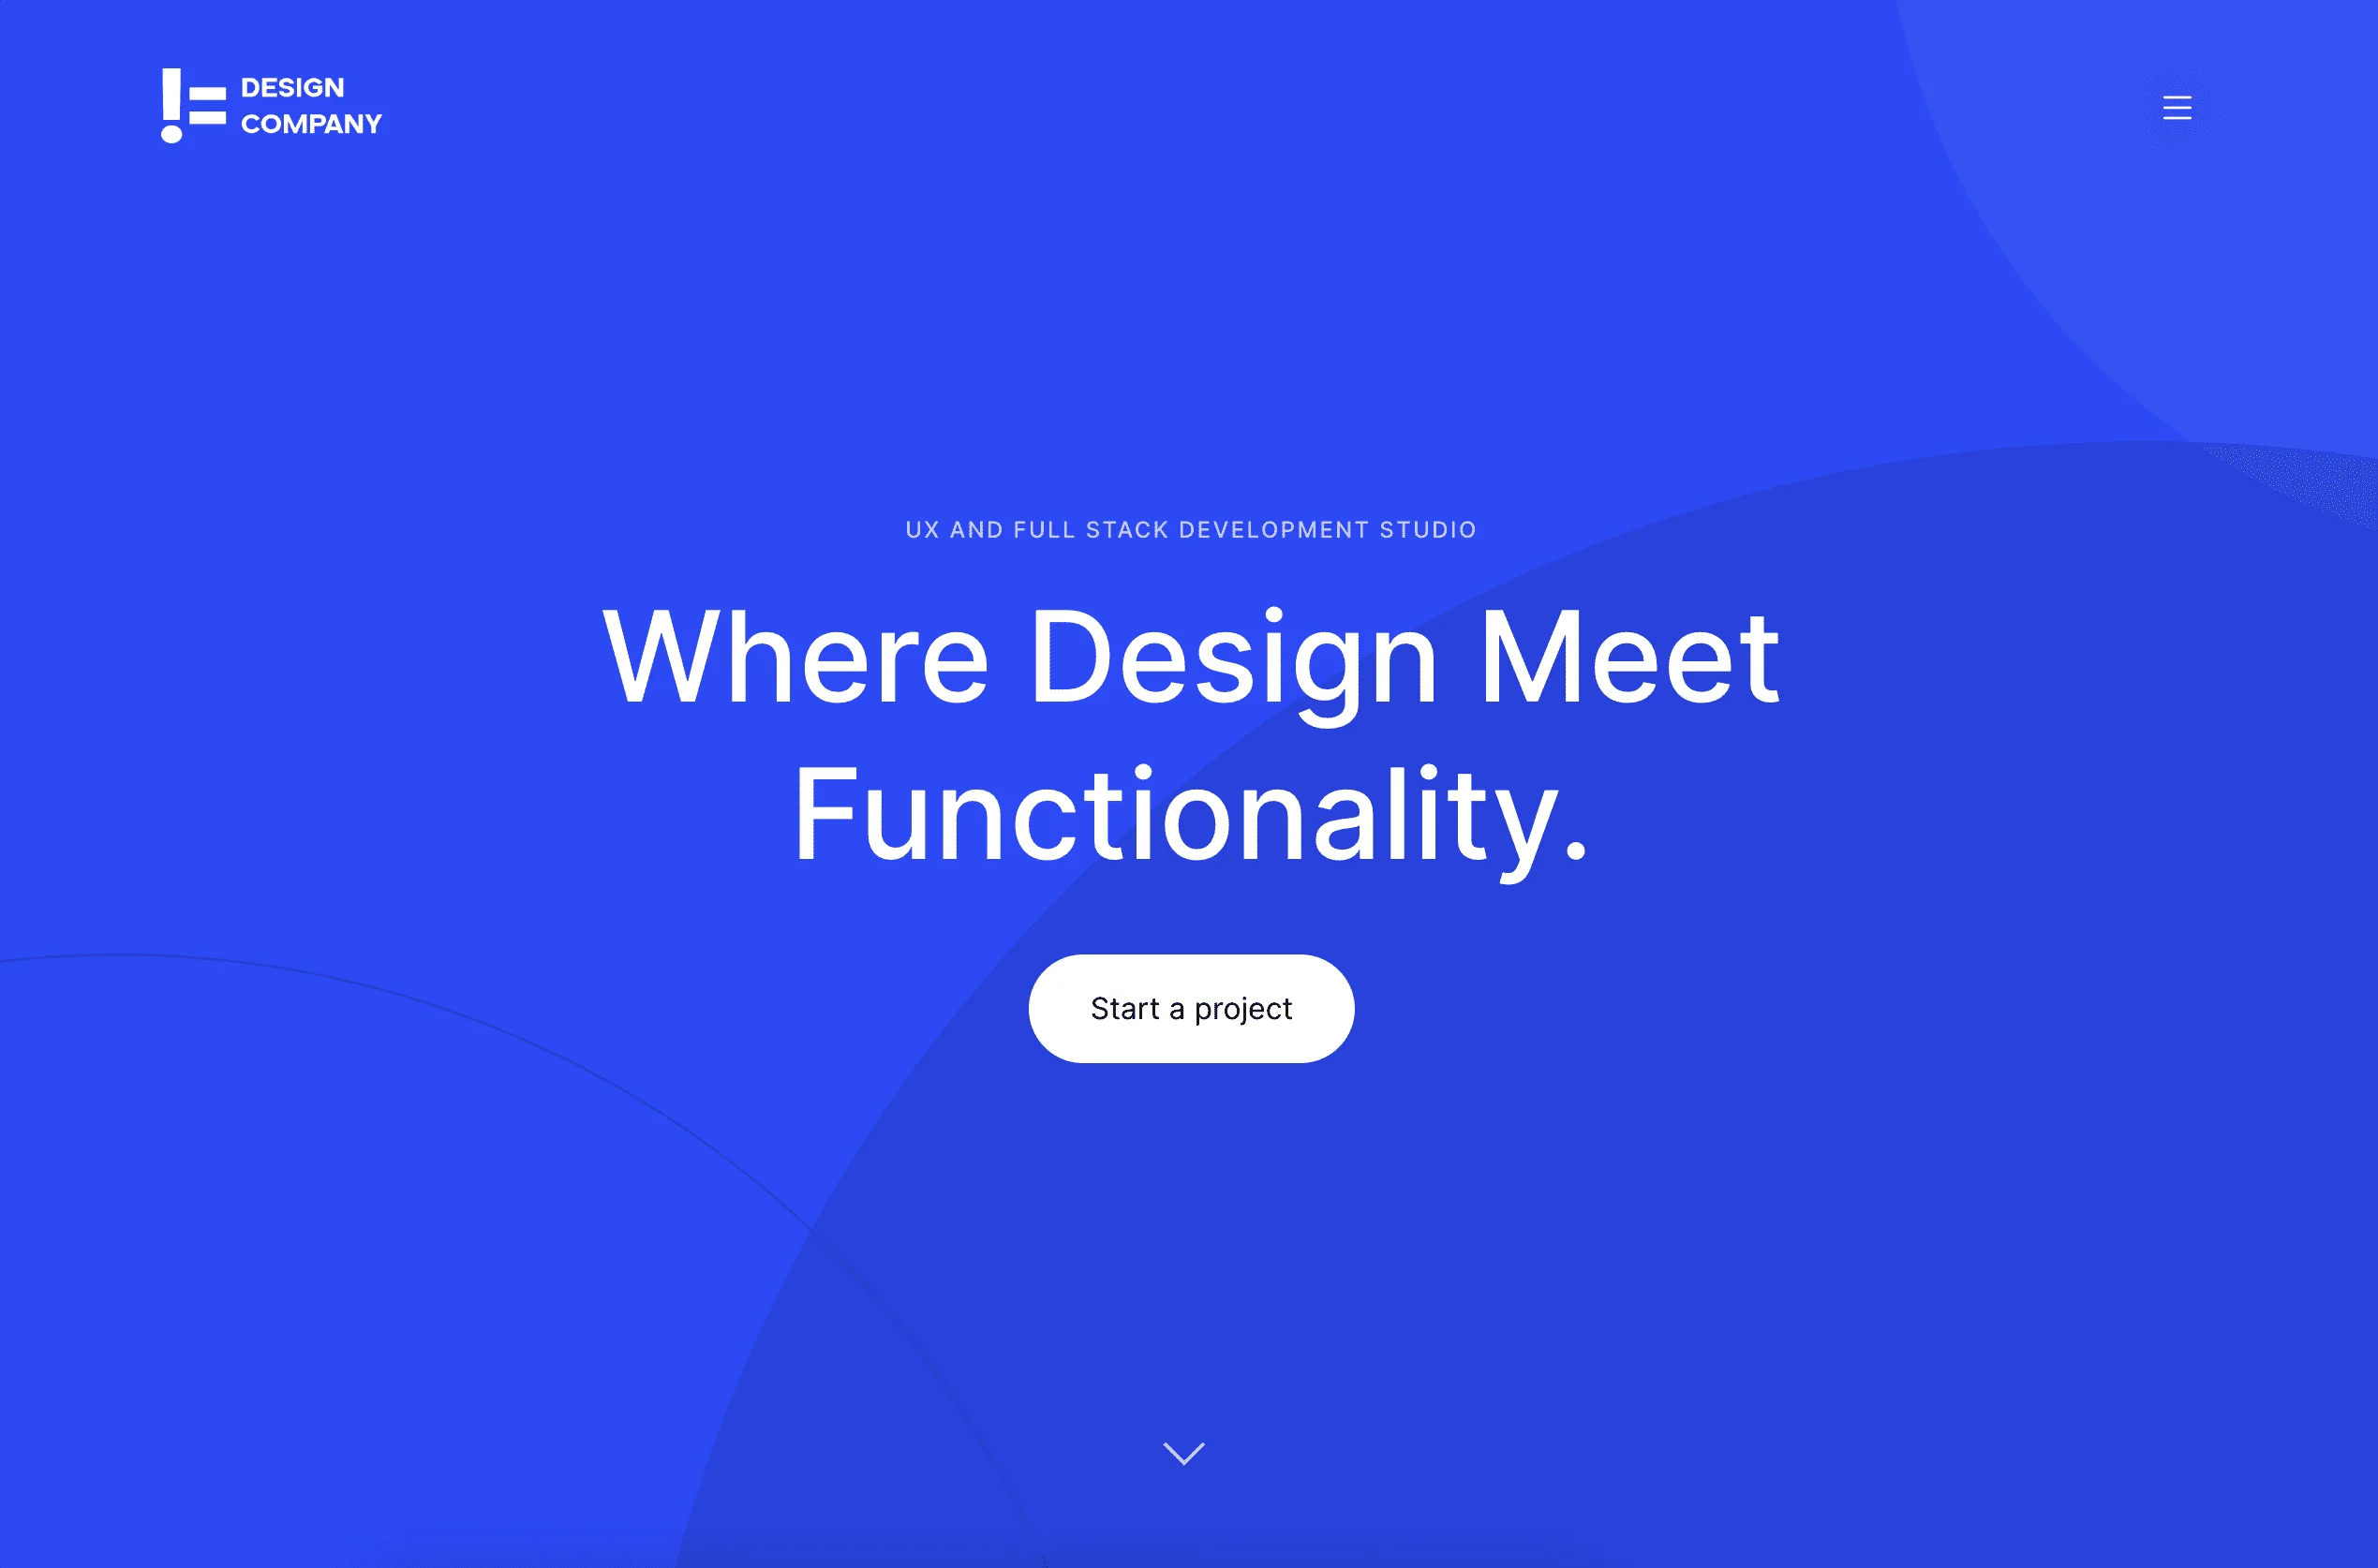 !=
DESIGN
COMPANY
UX AND FULL STACK DEVELOPMENT STUDIO
Where Design Meet
Functionality.
Start a project